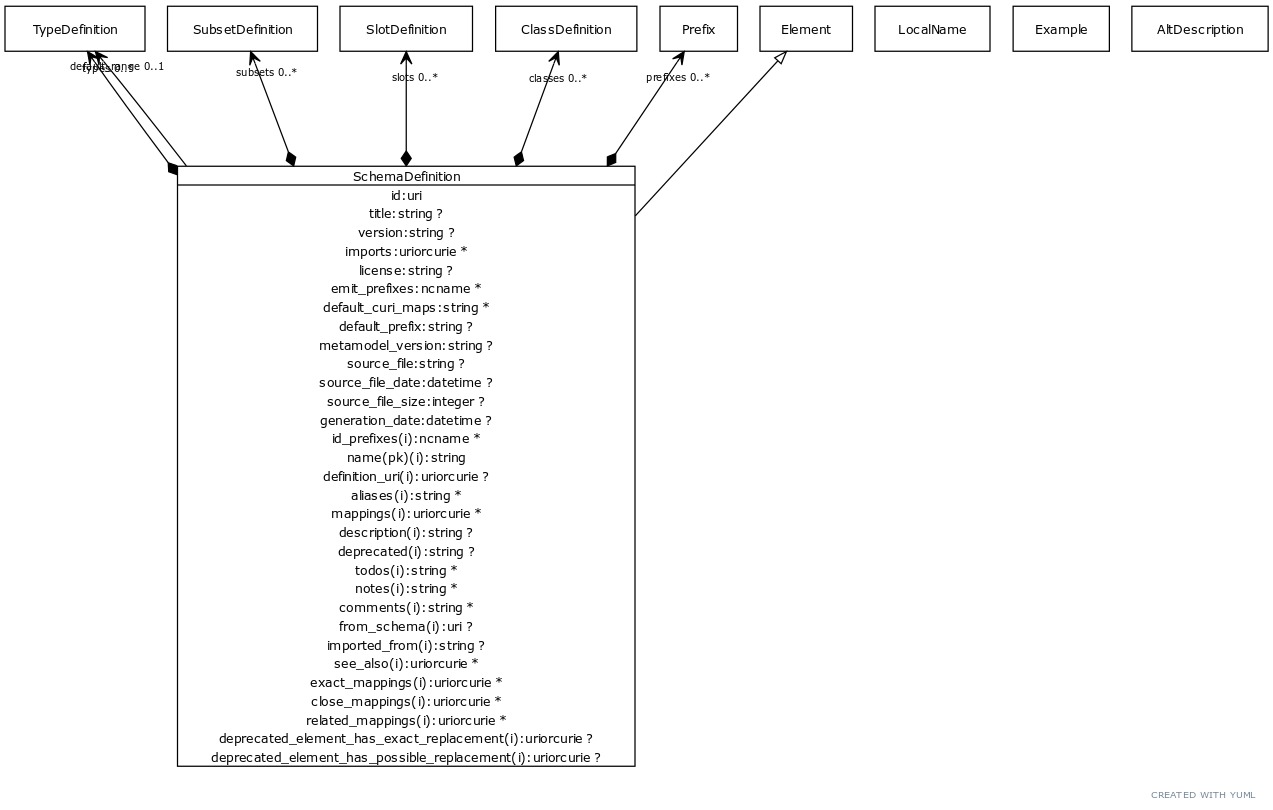 TypeDefinition
SubsetDefinition
SlotDefinition
ClassDefinition
Prefix
Element
LocalName
Example
AltDescription
default_range 0..1
types 0..*
subsets 0..*
slots 0..*
classes 0..*
prefixes 0..*
SchemaDefinition
id:uri
title:string ?
version:string ?
imports:uriorcurie *
license:string ?
emit_prefixes:ncname *
default_curi_maps:string *
default_prefix:string ?
metamodel_version:string ?
source_file:string ?
source_file_date:datetime ?
source_file_size:integer ?
generation_date:datetime ?
id_prefixes(i):ncname *
name(pk)(i):string
definition_uri(i):uriorcurie ?
aliases(i):string *
mappings(i):uriorcurie *
description(i):string ?
deprecated(i):string ?
todos(i):string *
notes(i):string *
comments(i):string *
from_schema(i):uri ?
imported_from(i):string ?
see_also(i):uriorcurie *
exact_mappings(i):uriorcurie *
close_mappings(i):uriorcurie *
related_mappings(i):uriorcurie *
deprecated_element_has_exact_replacement(i):uriorcurie ?
deprecated_element_has_possible_replacement(i):uriorcurie ?
CREATED WITH YUML